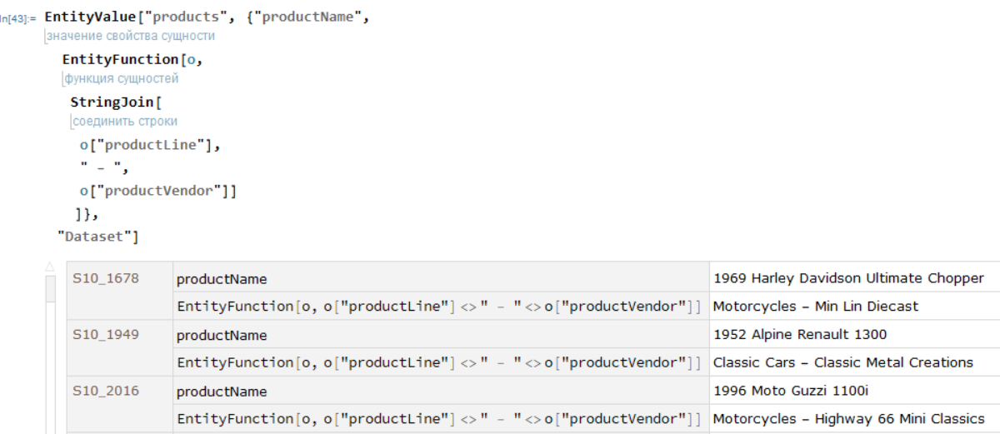 In[43]:= EntityValue["products", {"productName",
значение свойства сущности
EntityFunction[o,
функция сущностей
StringJoin[
соединить строки
o["productLine"],
" – ",
o["productVendor"]]
]},
"Dataset"]
S10_1678 productName 1969 Harley Davidson Ultimate Chopper
EntityFunction[o, o["productLine"] <> " – " <> o["productVendor"]] Motorcycles – Min Lin Diecast
S10_1949 productName 1952 Alpine Renault 1300
EntityFunction[o, o["productLine"] <> " – " <> o["productVendor"]] Classic Cars – Classic Metal Creations
S10_2016 productName 1996 Moto Guzzi 1100i
EntityFunction[o, o["productLine"] <> " – " <> o["productVendor"]] Motorcycles – Highway 66 Mini Classics